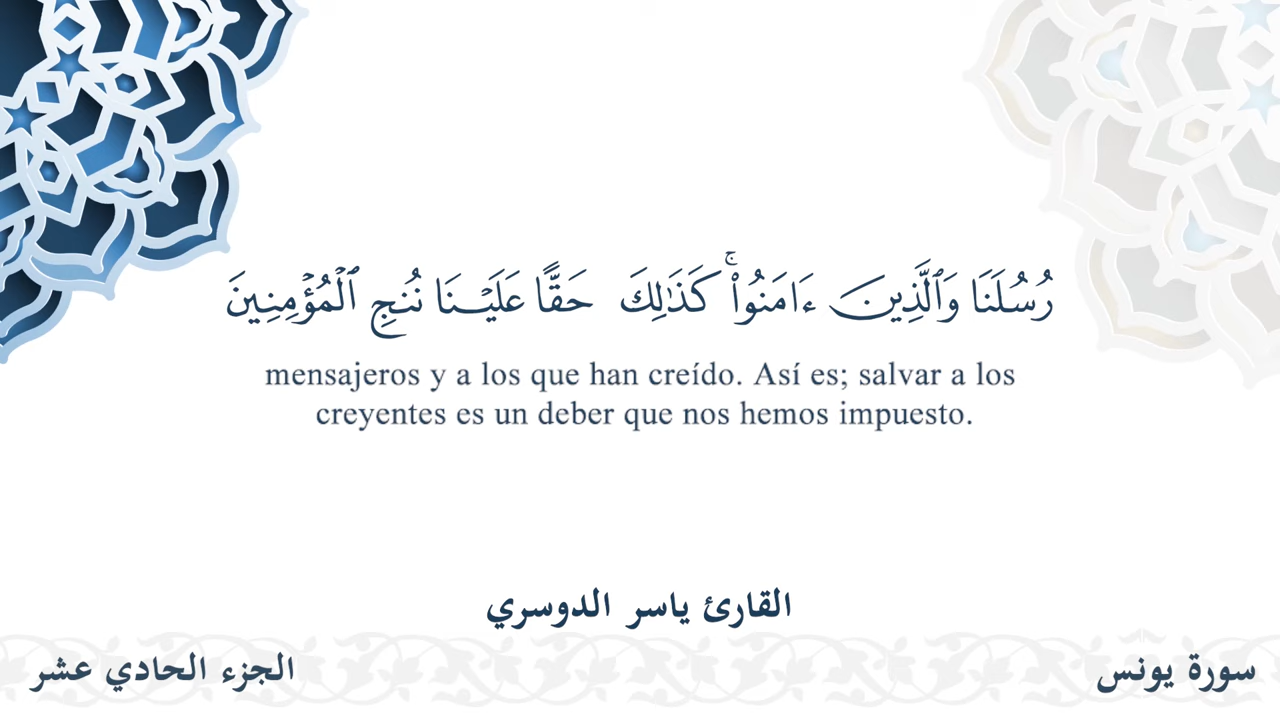 رُسُلَنَا وَٱلَّذِينَ ءَامَنُوا۟ۚ كَذَٰلِكَ حَقًّا عَلَيْنَا نُنجِ ٱلْمُؤْمِنِينَ
mensajeros y a los que han creído. Así es; salvar a los
creyentes es un deber que nos hemos impuesto.
القارئ ياسر الدوسري
سورة يونس
الجزء الحادي عشر